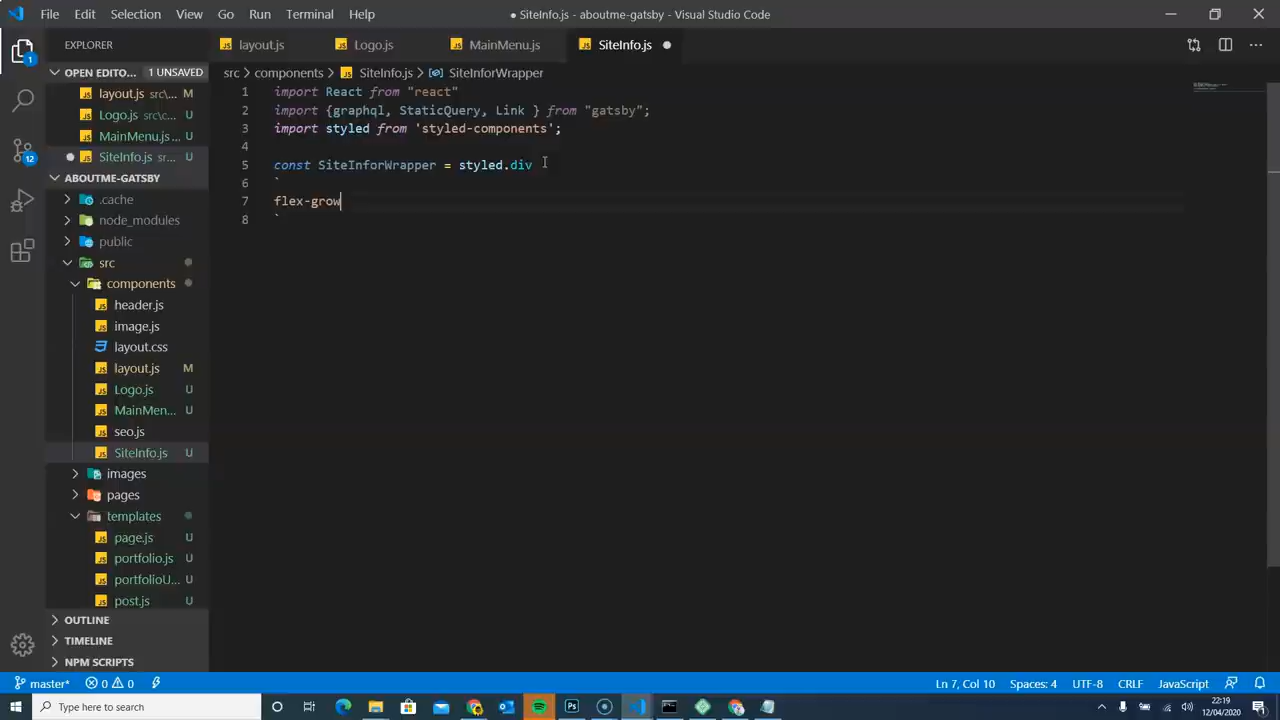 File Edit Selection View Go Run Terminal Help
● SiteInfo.js - aboutme-gatsby - Visual Studio Code
EXPLORER
layout.js Logo.js MainMenu.js SiteInfo.js
OPEN EDITO... 1 UNSAVED
src > components > SiteInfo.js > SiteInforWrapper
layout.js src\... M
Logo.js src\c...
MainMenu.js...
SiteInfo.js sr... U
1 import React from "react"
2 import {graphql, StaticQuery, Link } from "gatsby";
3 import styled from 'styled-components';
4
5 const SiteInforWrapper = styled.div
6 `
7 flex-grow
8 `
1
12
ABOUTME-GATSBY
.cache
node_modules
public
src
components
header.js
image.js
layout.css
layout.js M
Logo.js U
MainMen... U
seo.js
SiteInfo.js U
images
pages
templates
page.js U
portfolio.js U
portfolioU... U
post.js U
OUTLINE
TIMELINE
NPM SCRIPTS
master* 0 0 Ln 7, Col 10 Spaces: 4 UTF-8 CRLF JavaScript
Type here to search
22:19
12/04/2020